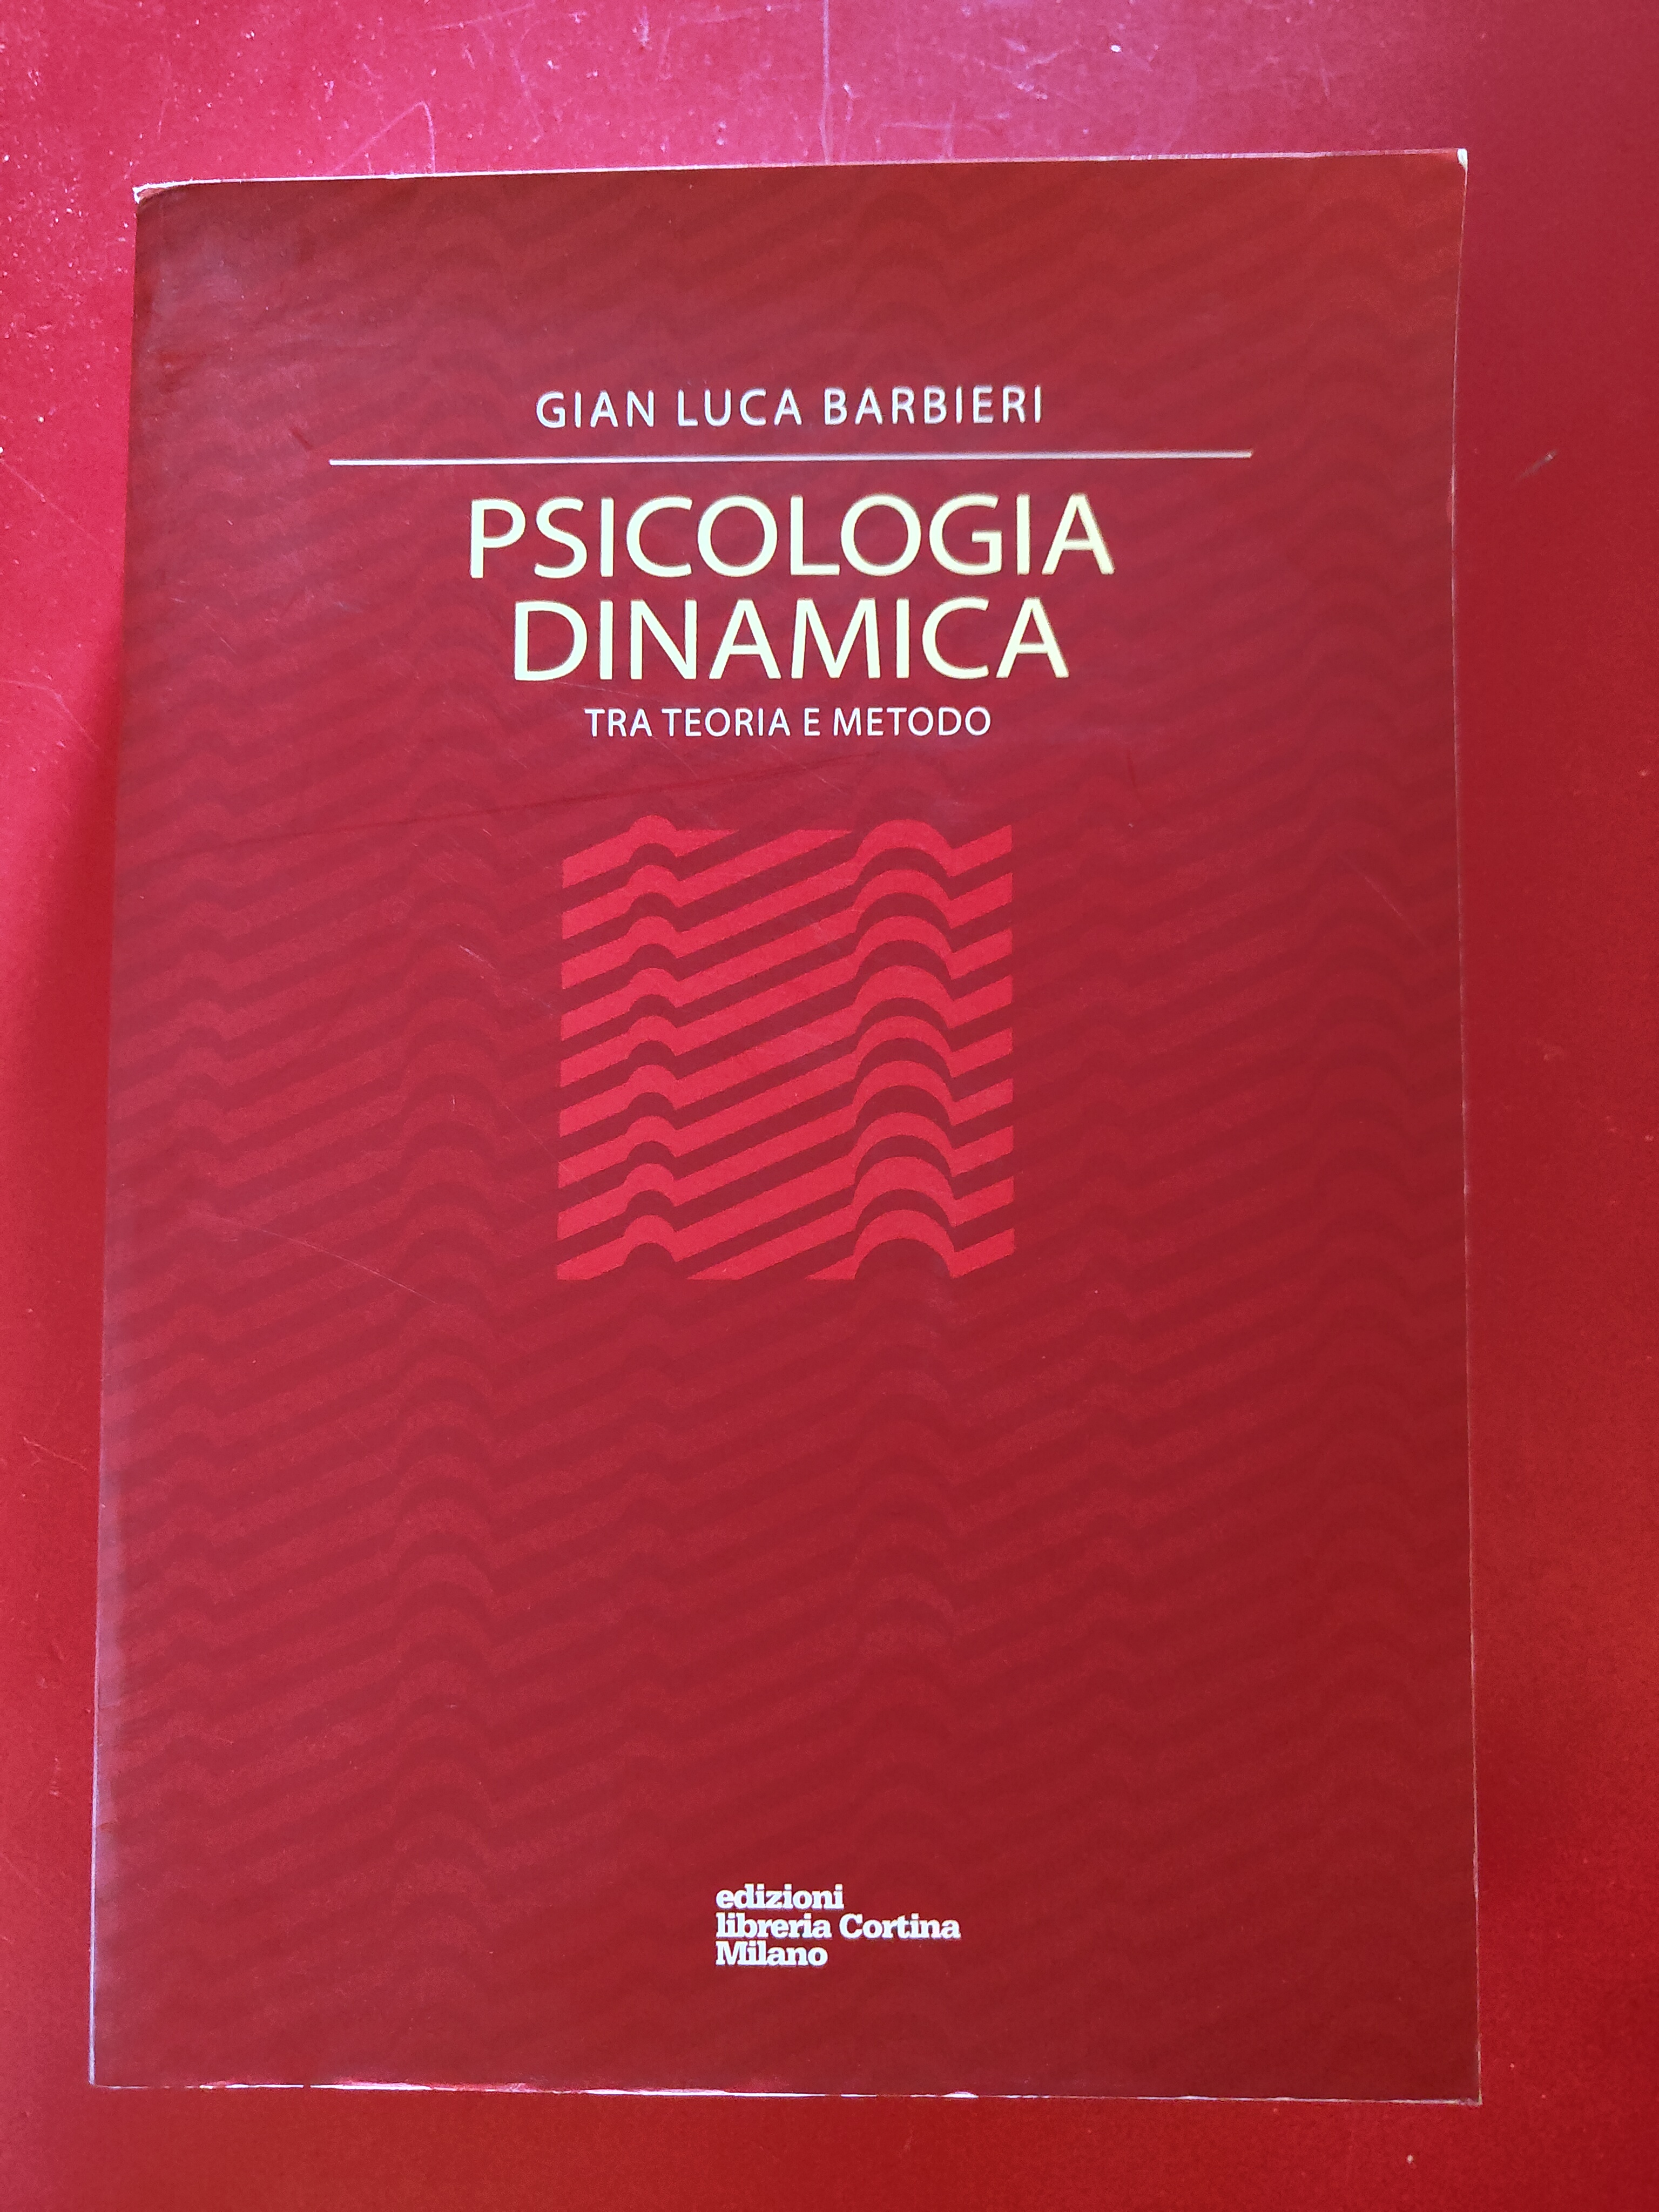 GIAN LUCA BARBIERI
PSICOLOGIA
DINAMICA
TRA TEORIA E METODO
edizioni
libreria Cortina
Milano